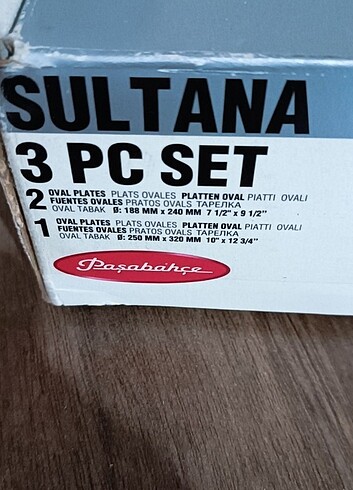 SULTANA
3 PC SET
2 OVAL PLATES PLATS OVALES PLATTEN OVAL PIATTI OVALI
FUENTES OVALES PRATOS OVALS ТАРЕЛКА
OVAL TABAK Ø: 188 MM x 240 MM 7 1/2" x 9 1/2"
1 OVAL PLATES PLATS OVALES PLATTEN OVAL PIATTI OVALI
FUENTES OVALES PRATOS OVALS ТАРЕЛКА
OVAL TABAK Ø: 250 MM x 320 MM 10" x 12 3/4"
Paşabahçe